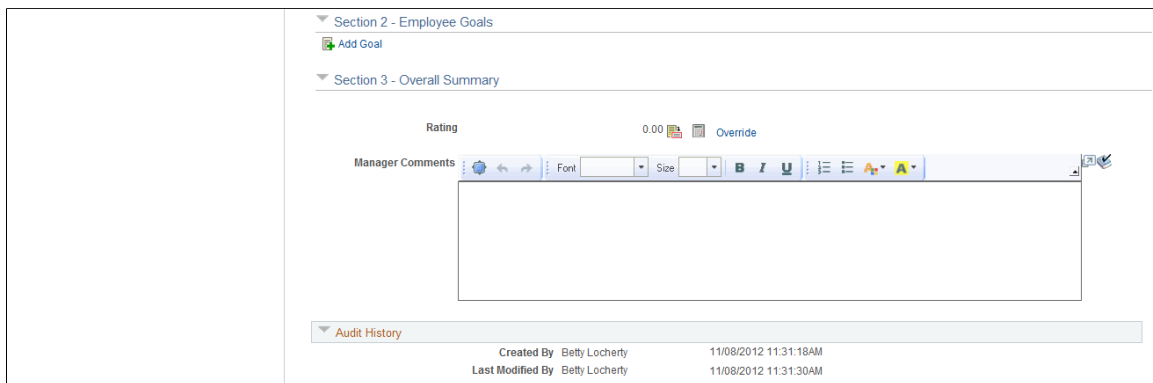 Section 2 - Employee Goals
Add Goal
Section 3 - Overall Summary
Rating 0.00 Override
Manager Comments Font Size B I U A A
Audit History
Created By Betty Locherty 11/08/2012 11:31:18AM
Last Modified By Betty Locherty 11/08/2012 11:31:30AM